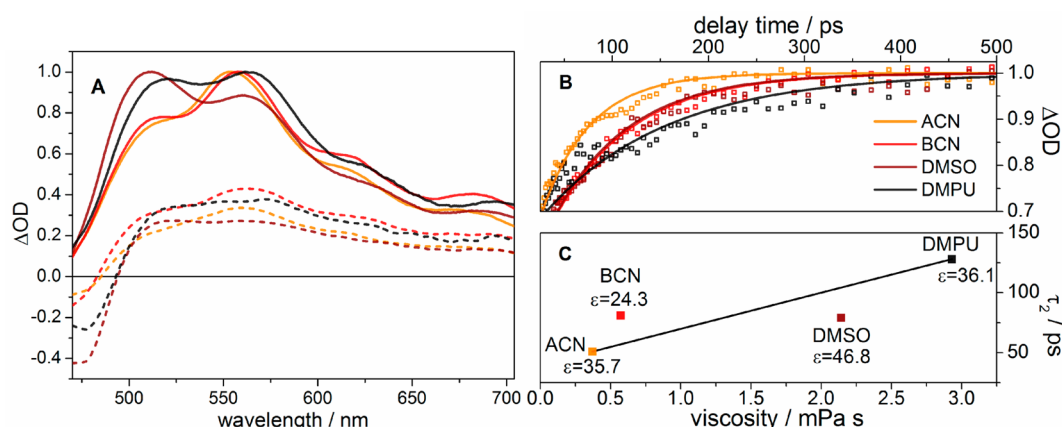 A
1.0
0.8
0.6
0.4
0.2
0.0
-0.2
-0.4
ΔOD
500
550
600
650
700
wavelength / nm
delay time / ps
100
200
300
400
500
B
1.0
0.9
0.8
0.7
ΔOD
ACN
BCN
DMSO
DMPU
C
BCN
ε=24.3
ACN
ε=35.7
DMSO
ε=46.8
DMPU
ε=36.1
150
100
50
τ2 / ps
0.0
0.5
1.0
1.5
2.0
2.5
3.0
viscosity / mPa s